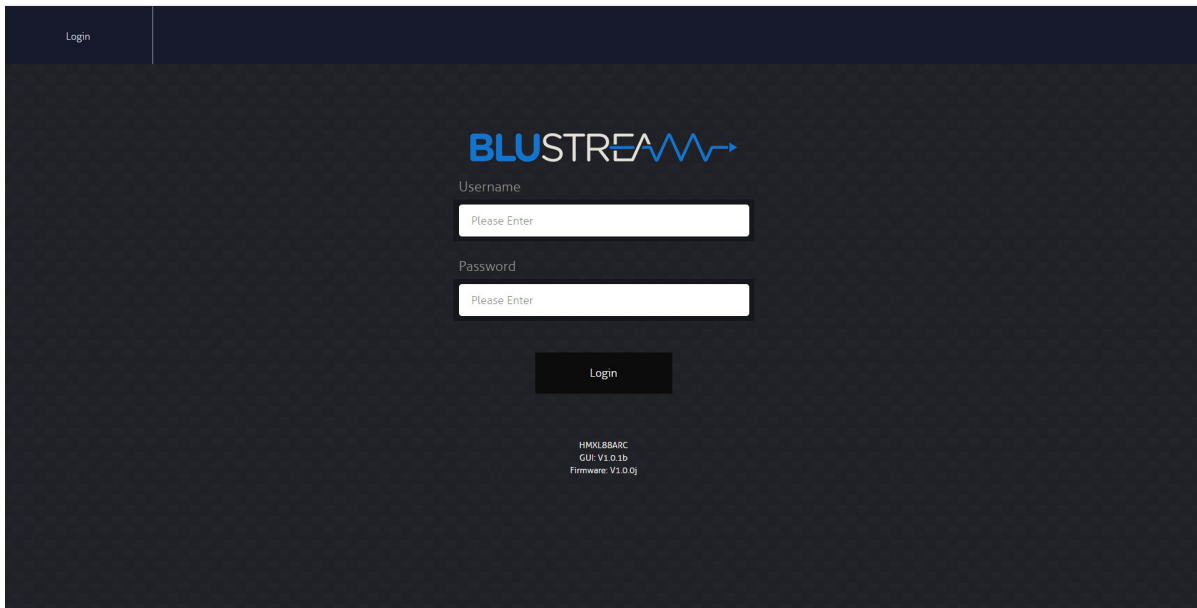 Login
BLUSTREAM
Username
Please Enter
Password
Please Enter
Login
HMXL88ARC
GUI: V1.0.1b
Firmware: V1.0.0j